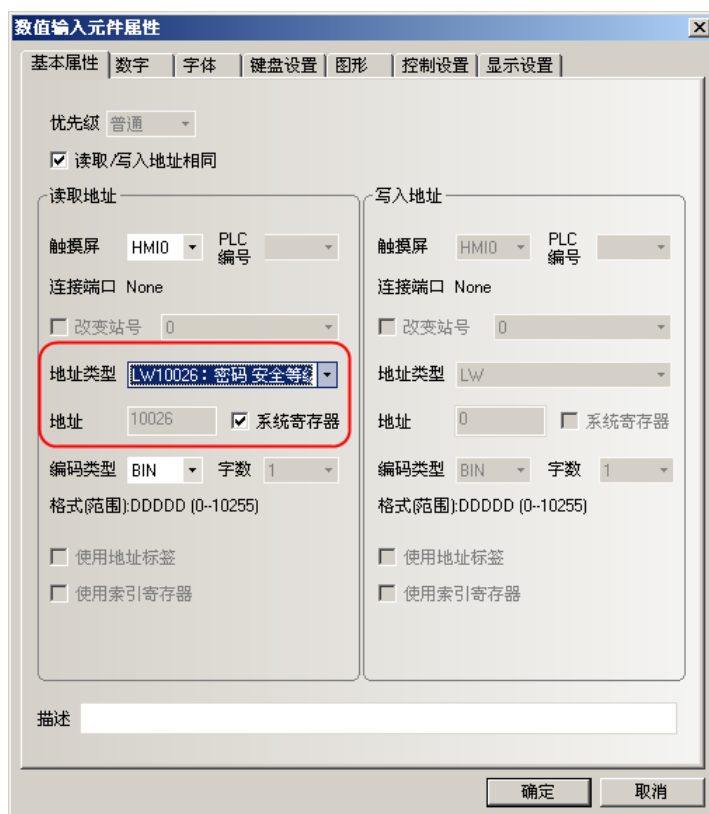 数值输入元件属性
基本属性 数字 字体 键盘设置 图形 控制设置 显示设置
优先级 普通
读取/写入地址相同
读取地址
触摸屏 HMI0 PLC编号
连接端口 None
改变站号 0
地址类型 LW10026：密码 安全等级
地址 10026 系统寄存器
编码类型 BIN 字数 1
格式(范围):DDDDD (0--10255)
使用地址标签
使用索引寄存器
写入地址
触摸屏 HMI0 PLC编号
连接端口 None
改变站号 0
地址类型 LW
地址 0 系统寄存器
编码类型 BIN 字数 1
格式(范围):DDDDD (0--10255)
使用地址标签
使用索引寄存器
描述
确定 取消